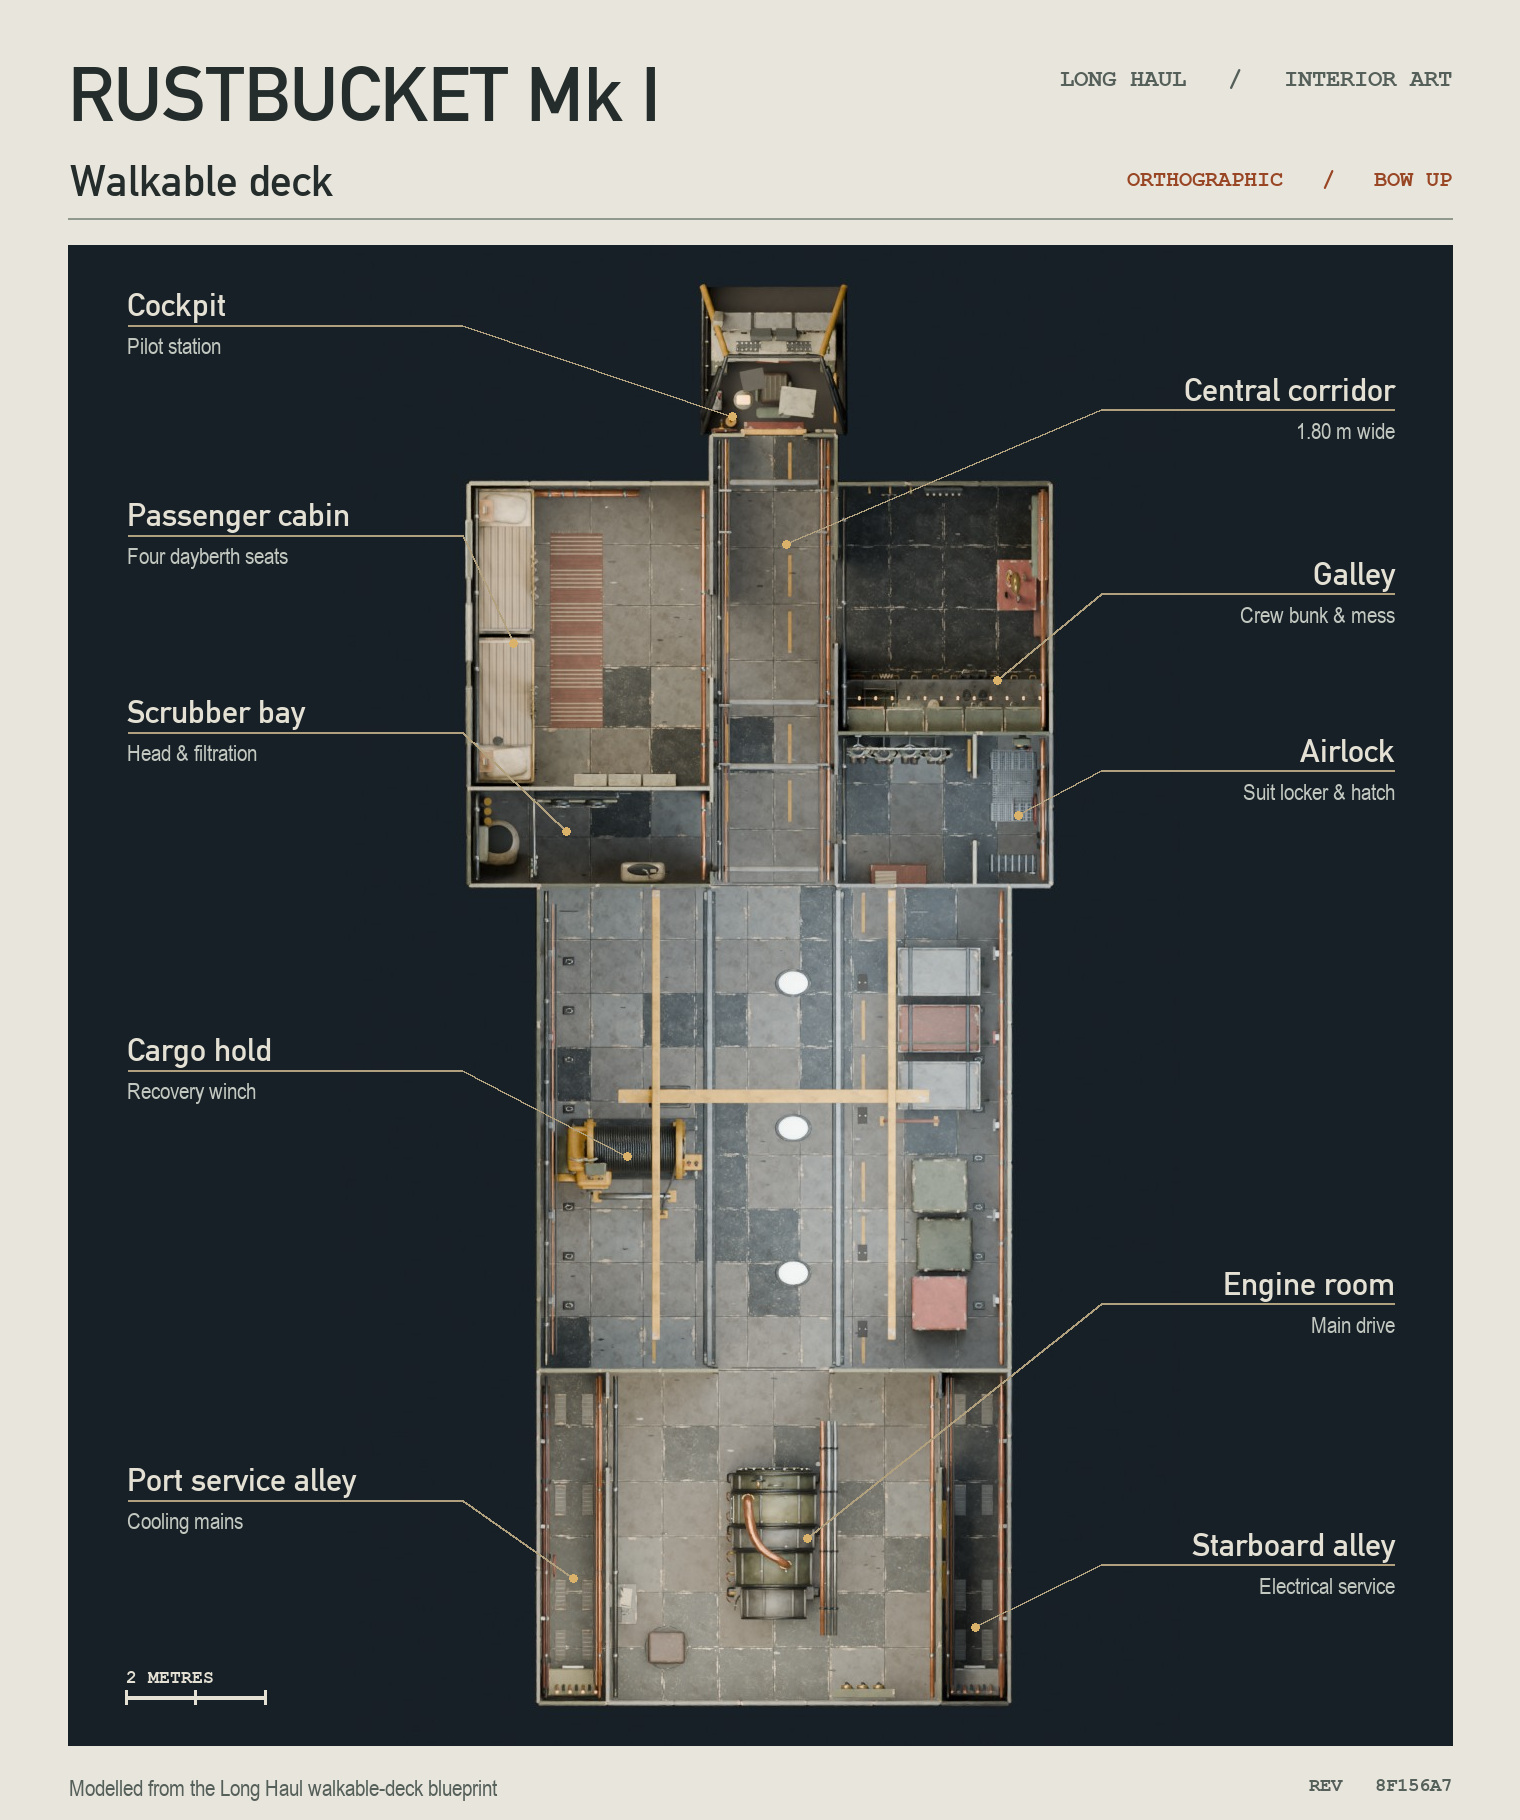 RUSTBUCKET Mk I
LONG HAUL / INTERIOR ART
Walkable deck
ORTHOGRAPHIC / BOW UP
Cockpit
Pilot station
Central corridor
1.80 m wide
Passenger cabin
Four dayberth seats
Galley
Crew bunk & mess
Scrubber bay
Head & filtration
Airlock
Suit locker & hatch
Cargo hold
Recovery winch
Engine room
Main drive
Port service alley
Cooling mains
Starboard alley
Electrical service
2 METRES
Modelled from the Long Haul walkable-deck blueprint
REV 8F156A7